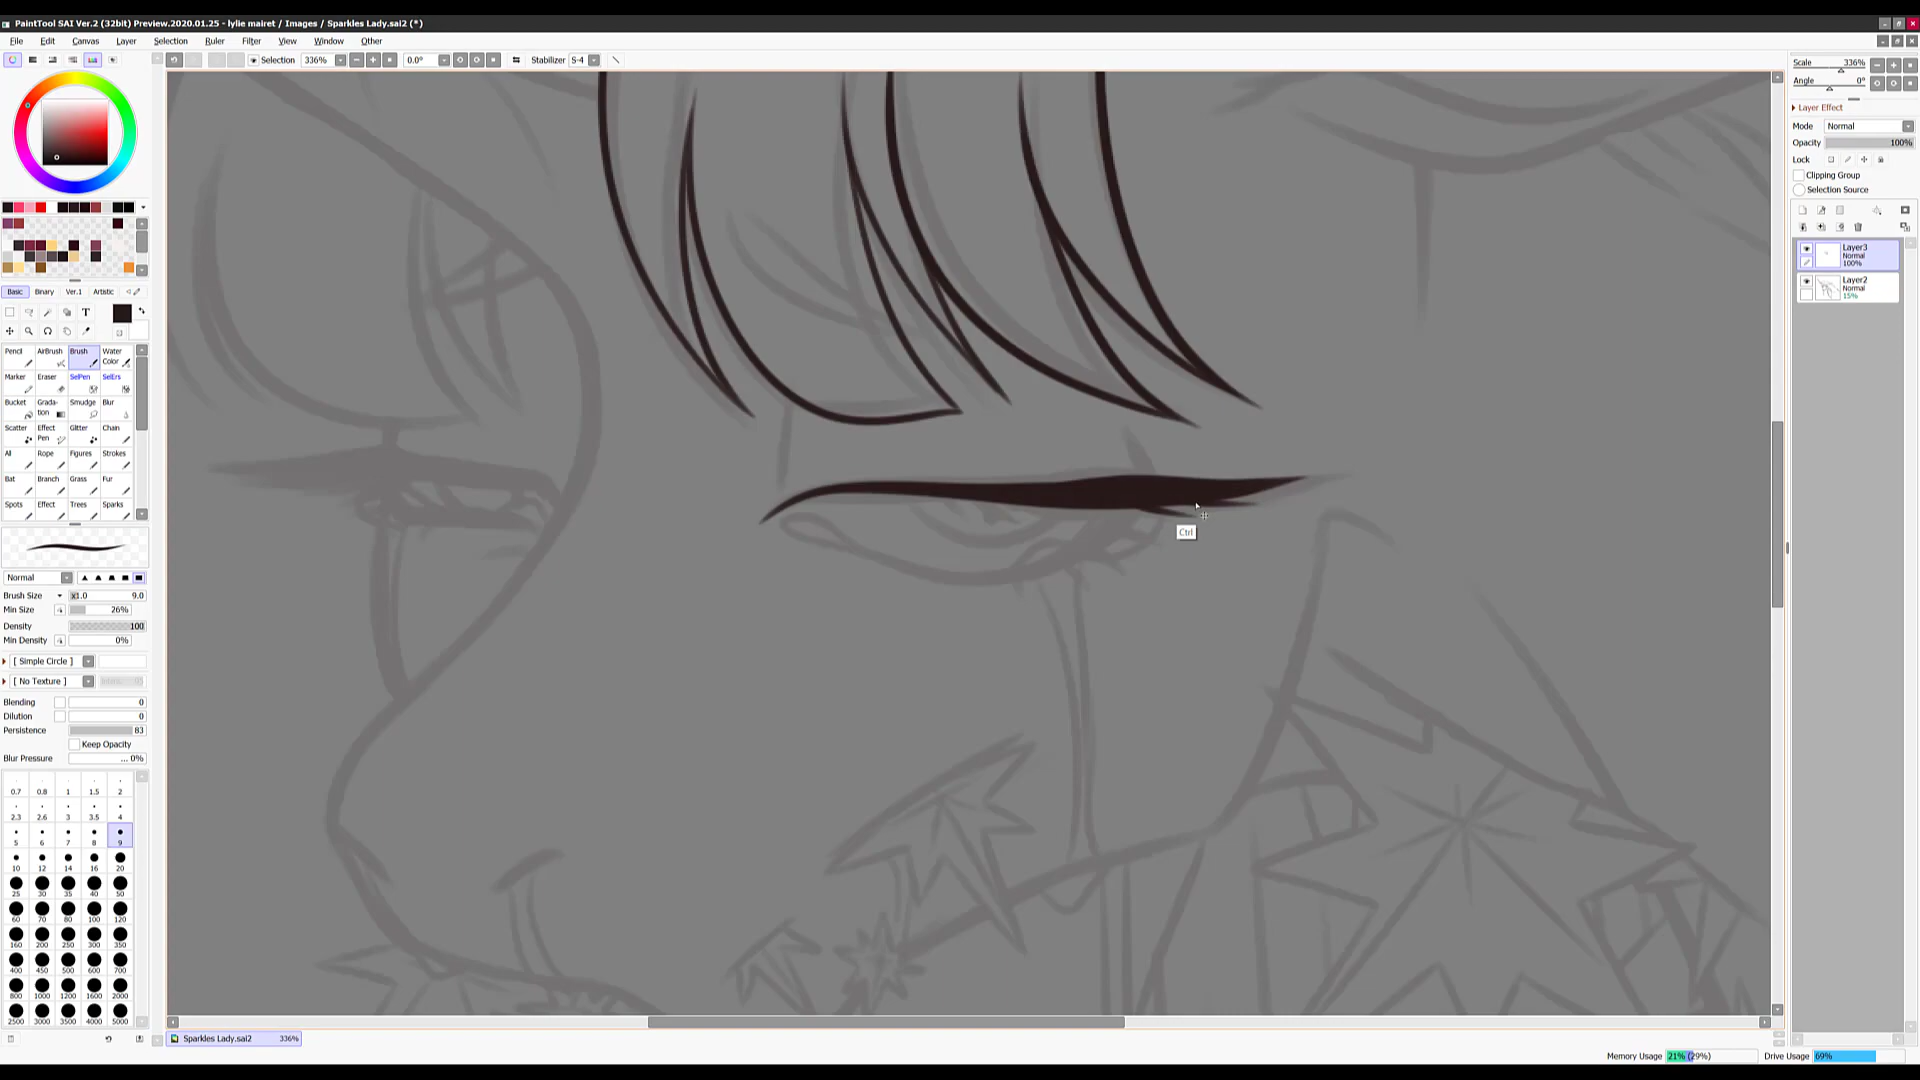 PaintTool SAI Ver.2 (32bit) Preview.2020.01.25 - lylie mairet / Images / Sparkles Lady.sai2 (*)
File Edit Canvas Layer Selection Ruler Filter View Window Other
Selection 336% 0.0° Stabilizer S-4
Scale 336%
Angle 0°
Layer Effect
Mode Normal
Opacity 100%
Lock
Clipping Group
Selection Source
Layer3
Normal
100%
Layer2
Normal
15%
Basic Binary Ver.1 Artistic
T
Pencil AirBrush Brush Water Color
Marker Eraser SelPen SelErs
Bucket Grada-tion Smudge Blur
Scatter Effect Pen Glitter Chain
All Rope Figures Strokes
Bat Branch Grass Fur
Spots Effect Trees Sparks
Normal
Brush Size x1.0 9.0
Min Size 26%
Density 100
Min Density 0%
[ Simple Circle ]
[ No Texture ]
Blending 0
Dilution 0
Persistence 83
Keep Opacity
Blur Pressure ... 0%
0.7 0.8 1 1.5 2
2.3 2.6 3 3.5 4
5 6 7 8 9
10 12 14 16 20
25 30 35 40 50
60 70 80 100 120
160 200 250 300 350
400 450 500 600 700
800 1000 1200 1600 2000
2500 3000 3500 4000 5000
Ctrl
Sparkles Lady.sai2 336%
Memory Usage 21% (29%) Drive Usage 69%